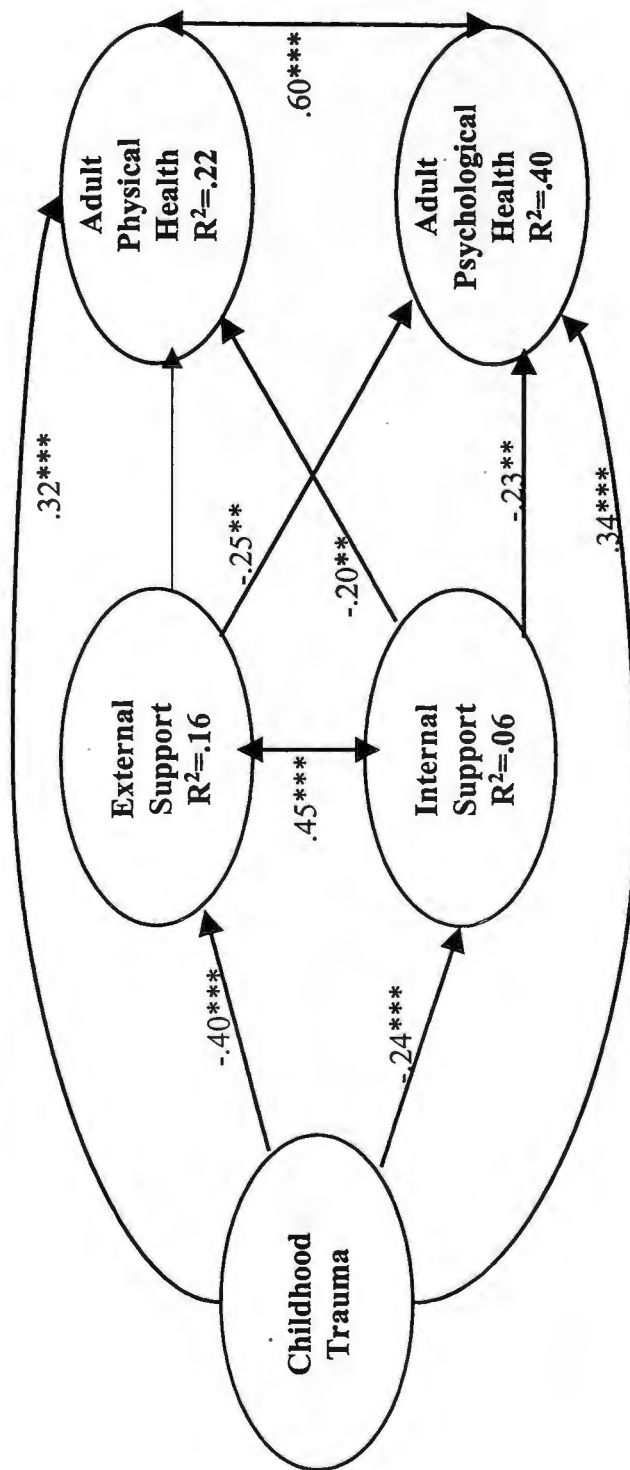 .32***
External
Support
R²=.16
Adult
Physical
Health
R²=.22
-.40***
-.25**
Childhood
Trauma
.45***
.60***
-.20**
-.24***
Internal
Support
R²=.06
-.23**
Adult
Psychological
Health
R²=.40
.34***